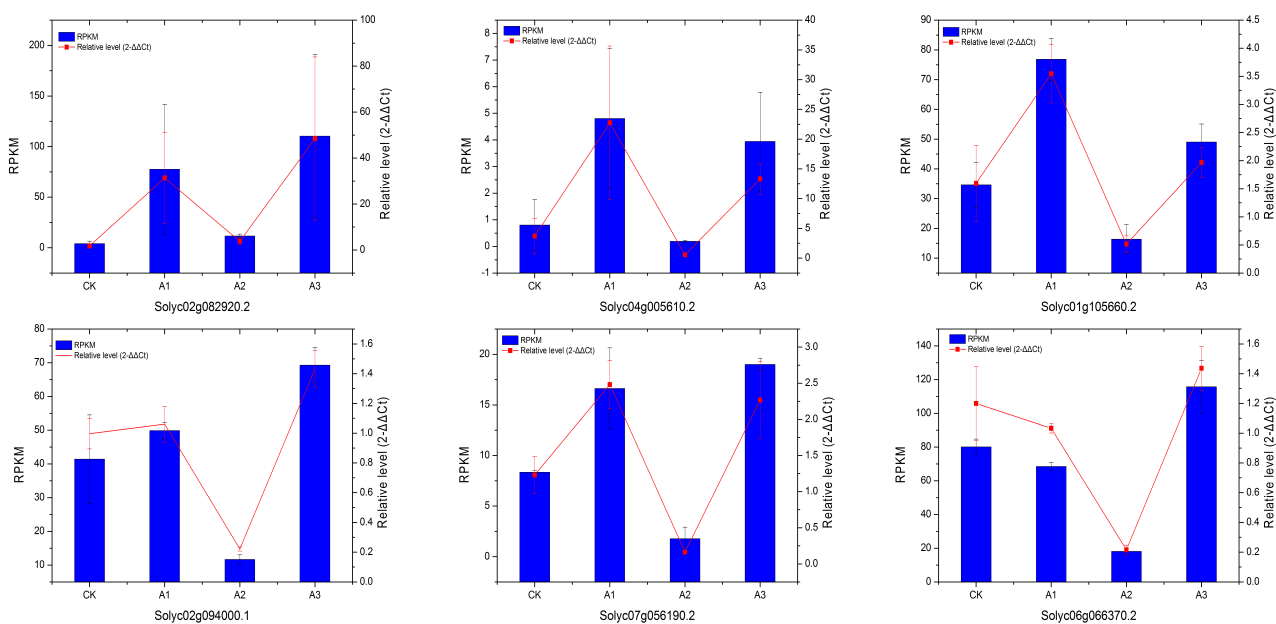 RPKM
Relative level (2-ΔΔCt)
200
150
100
50
0
RPKM
100
80
60
40
20
0
Relative level (2-ΔΔCt)
CK A1 A2 A3
Solyc02g082920.2
RPKM
Relative level (2-ΔΔCt)
8
7
6
5
4
3
2
1
0
-1
RPKM
40
35
30
25
20
15
10
5
0
Relative level (2-ΔΔCt)
CK A1 A2 A3
Solyc04g005610.2
RPKM
Relative level (2-ΔΔCt)
90
80
70
60
50
40
30
20
10
RPKM
4.5
4.0
3.5
3.0
2.5
2.0
1.5
1.0
0.5
0.0
Relative level (2-ΔΔCt)
CK A1 A2 A3
Solyc01g105660.2
RPKM
Relative level (2-ΔΔCt)
80
70
60
50
40
30
20
10
RPKM
1.6
1.4
1.2
1.0
0.8
0.6
0.4
0.2
0.0
Relative level (2-ΔΔCt)
CK A1 A2 A3
Solyc02g094000.1
RPKM
Relative level (2-ΔΔCt)
20
15
10
5
0
RPKM
3.0
2.5
2.0
1.5
1.0
0.5
0.0
Relative level (2-ΔΔCt)
CK A1 A2 A3
Solyc07g056190.2
RPKM
Relative level (2-ΔΔCt)
140
120
100
80
60
40
20
0
RPKM
1.6
1.4
1.2
1.0
0.8
0.6
0.4
0.2
0.0
Relative level (2-ΔΔCt)
CK A1 A2 A3
Solyc06g066370.2